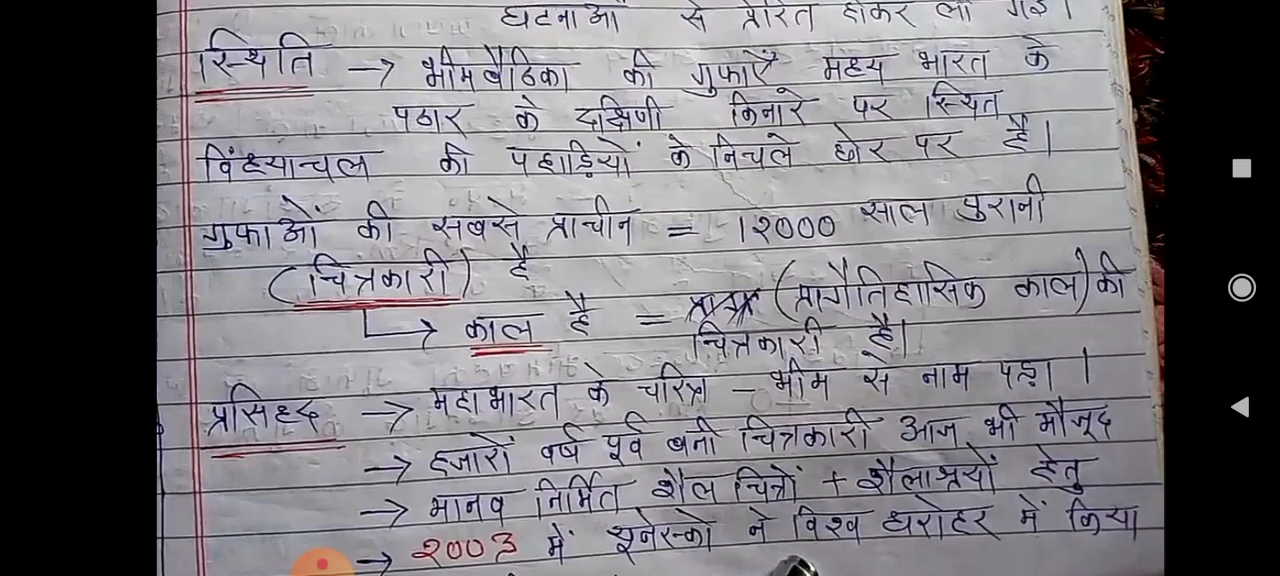 घटनाओं से प्रेरित होकर ली गई।
स्थिति → भीमबैठिका की गुफाएँ मध्य भारत के
पठार के दक्षिणी किनारे पर स्थित
विंध्याचल की पहाड़ियों के निचले छोर पर है।
गुफाओं की सबसे प्राचीन = 12000 साल पुरानी
(चित्रकारी) है
→ काल है = (प्रागैतिहासिक काल) की
चित्रकारी है।
प्रसिध्द → महाभारत के चरित्र - भीम से नाम पड़ा।
→ हजारों वर्ष पूर्व बनी चित्रकारी आज भी मौजूद
→ मानव निर्मित शैल चित्रों + शैलाश्रयों हेतु
→ 2003 में यूनेस्को ने विश्व धरोहर में किया